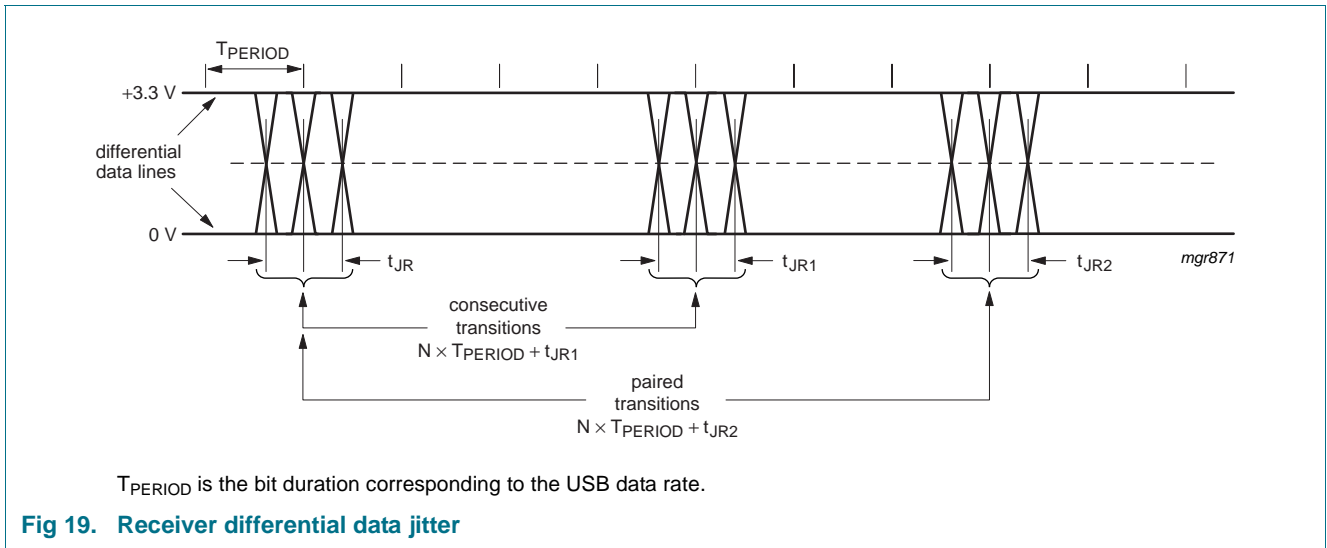 TPERIOD
+3.3 V
differential
data lines
0 V
mgr871
tJR
tJR1
tJR2
consecutive
transitions
N × TPERIOD + tJR1
paired
transitions
N × TPERIOD + tJR2
TPERIOD is the bit duration corresponding to the USB data rate.
Fig 19. Receiver differential data jitter